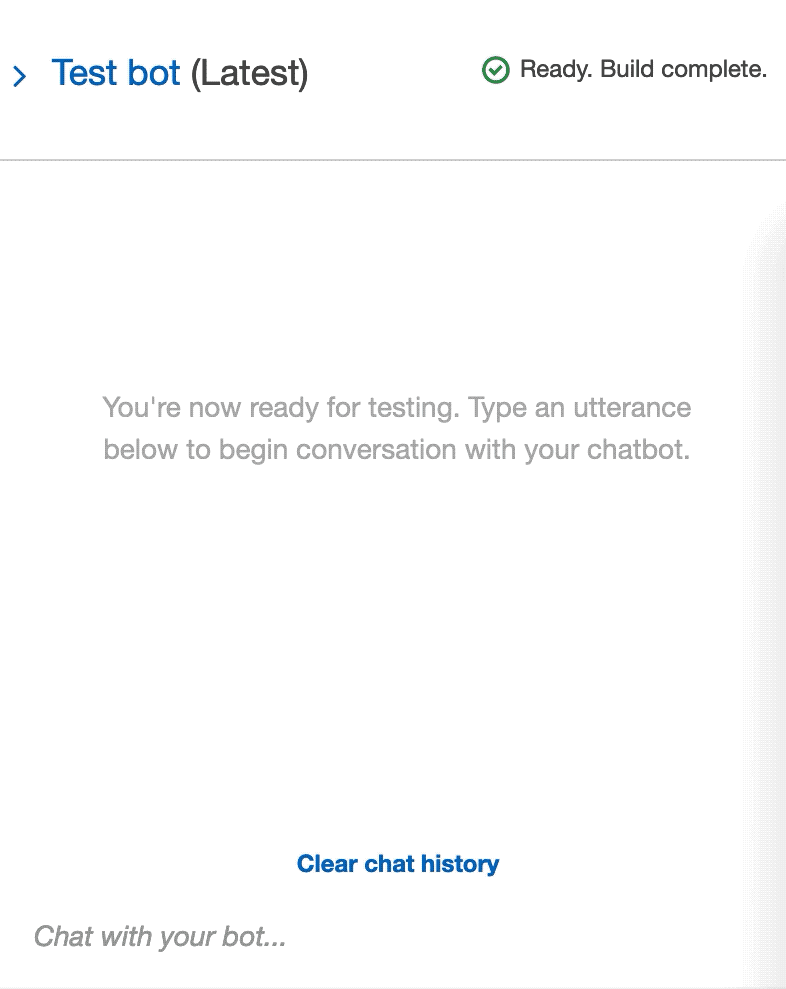 Test bot (Latest)
Ready. Build complete.
You're now ready for testing. Type an utterance
below to begin conversation with your chatbot.
Clear chat history
Chat with your bot...